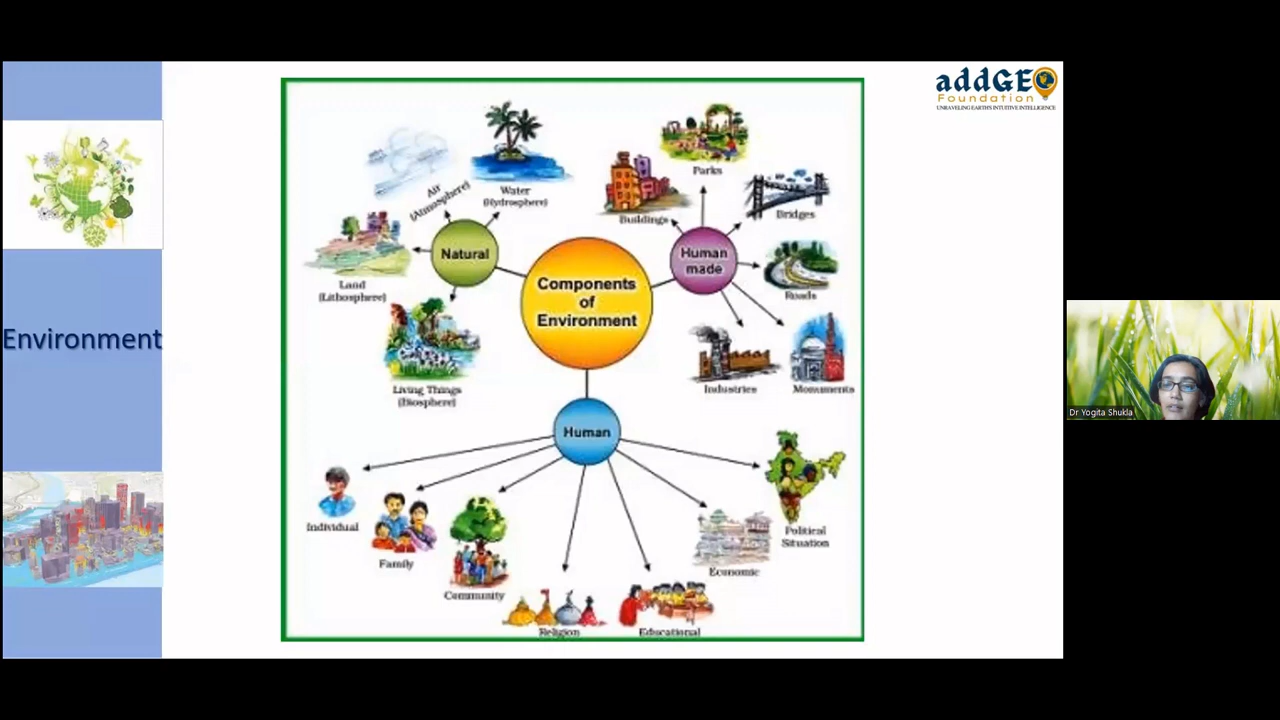 addGEO
Foundation
UNRAVELING EARTH'S INTUITIVE INTELLIGENCE
Environment
Components
of
Environment
Natural
Air
(Atmosphere)
Water
(Hydrosphere)
Land
(Lithosphere)
Living Things
(Biosphere)
Human
made
Buildings
Parks
Bridges
Roads
Industries
Monuments
Human
Individual
Family
Community
Religion
Educational
Economic
Political
Situation
Dr Yogita Shukla